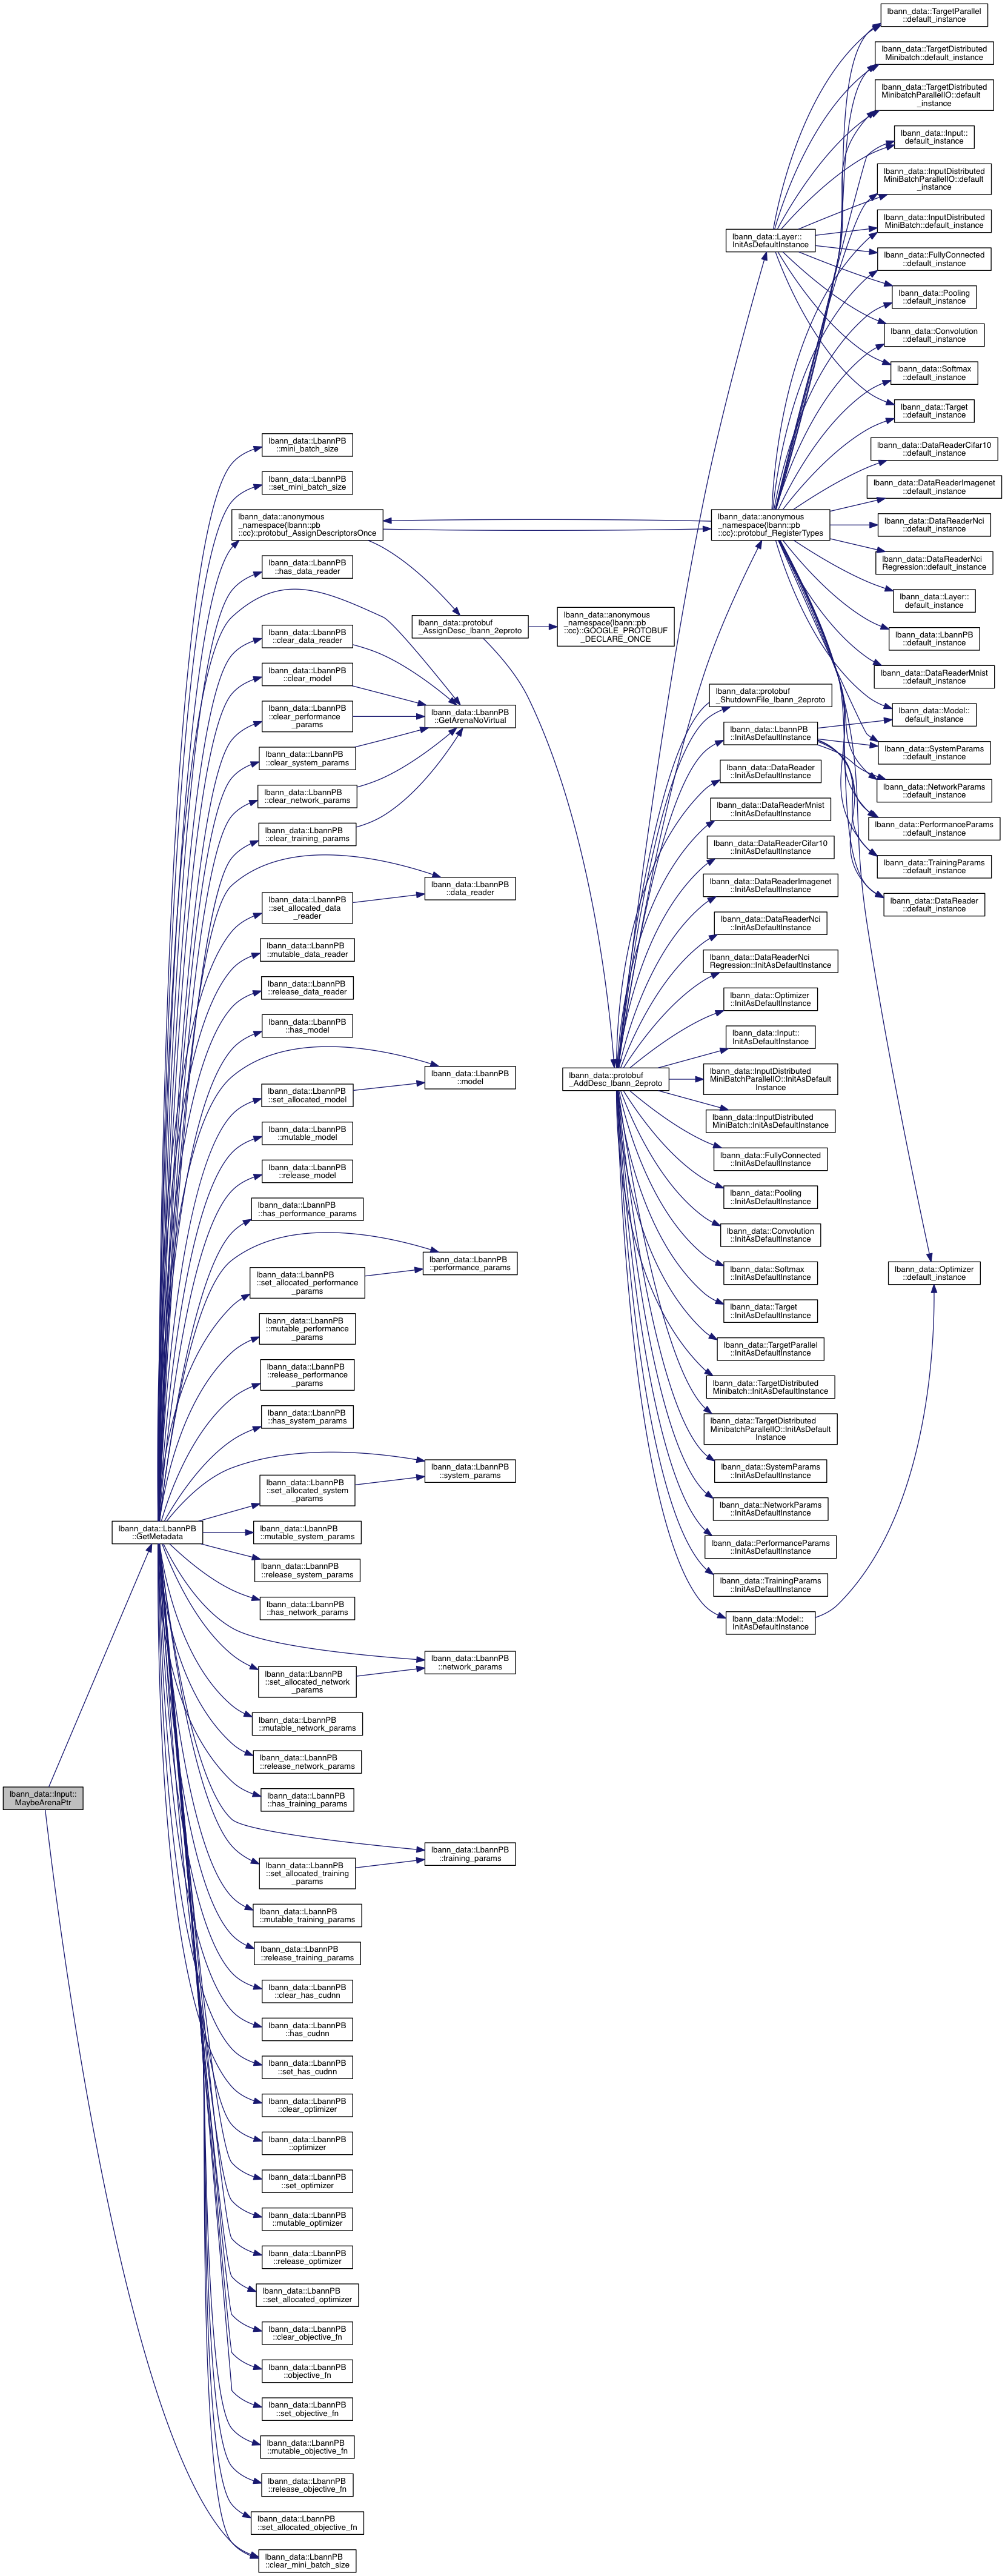 lbann_data::Input::
MaybeArenaPtr
lbann_data::LbannPB
::GetMetadata
lbann_data::LbannPB
::mini_batch_size
lbann_data::LbannPB
::set_mini_batch_size
lbann_data::anonymous
_namespace{lbann::pb
::cc}::protobuf_AssignDescriptorsOnce
lbann_data::LbannPB
::has_data_reader
lbann_data::LbannPB
::clear_data_reader
lbann_data::LbannPB
::clear_model
lbann_data::LbannPB
::clear_performance
_params
lbann_data::LbannPB
::clear_system_params
lbann_data::LbannPB
::clear_network_params
lbann_data::LbannPB
::clear_training_params
lbann_data::LbannPB
::set_allocated_data
_reader
lbann_data::LbannPB
::mutable_data_reader
lbann_data::LbannPB
::release_data_reader
lbann_data::LbannPB
::has_model
lbann_data::LbannPB
::set_allocated_model
lbann_data::LbannPB
::mutable_model
lbann_data::LbannPB
::release_model
lbann_data::LbannPB
::has_performance_params
lbann_data::LbannPB
::set_allocated_performance
_params
lbann_data::LbannPB
::mutable_performance
_params
lbann_data::LbannPB
::release_performance
_params
lbann_data::LbannPB
::has_system_params
lbann_data::LbannPB
::set_allocated_system
_params
lbann_data::LbannPB
::mutable_system_params
lbann_data::LbannPB
::release_system_params
lbann_data::LbannPB
::has_network_params
lbann_data::LbannPB
::set_allocated_network
_params
lbann_data::LbannPB
::mutable_network_params
lbann_data::LbannPB
::release_network_params
lbann_data::LbannPB
::has_training_params
lbann_data::LbannPB
::set_allocated_training
_params
lbann_data::LbannPB
::mutable_training_params
lbann_data::LbannPB
::release_training_params
lbann_data::LbannPB
::clear_has_cudnn
lbann_data::LbannPB
::has_cudnn
lbann_data::LbannPB
::set_has_cudnn
lbann_data::LbannPB
::clear_optimizer
lbann_data::LbannPB
::optimizer
lbann_data::LbannPB
::set_optimizer
lbann_data::LbannPB
::mutable_optimizer
lbann_data::LbannPB
::release_optimizer
lbann_data::LbannPB
::set_allocated_optimizer
lbann_data::LbannPB
::clear_objective_fn
lbann_data::LbannPB
::objective_fn
lbann_data::LbannPB
::set_objective_fn
lbann_data::LbannPB
::mutable_objective_fn
lbann_data::LbannPB
::release_objective_fn
lbann_data::LbannPB
::set_allocated_objective_fn
lbann_data::LbannPB
::clear_mini_batch_size
lbann_data::protobuf
_AssignDesc_lbann_2eproto
lbann_data::LbannPB
::GetArenaNoVirtual
lbann_data::LbannPB
::data_reader
lbann_data::LbannPB
::model
lbann_data::LbannPB
::performance_params
lbann_data::LbannPB
::system_params
lbann_data::LbannPB
::network_params
lbann_data::LbannPB
::training_params
lbann_data::anonymous
_namespace{lbann::pb
::cc}::GOOGLE_PROTOBUF
_DECLARE_ONCE
lbann_data::protobuf
_AddDesc_lbann_2eproto
lbann_data::Layer::
InitAsDefaultInstance
lbann_data::anonymous
_namespace{lbann::pb
::cc}::protobuf_RegisterTypes
lbann_data::protobuf
_ShutdownFile_lbann_2eproto
lbann_data::LbannPB
::InitAsDefaultInstance
lbann_data::DataReader
::InitAsDefaultInstance
lbann_data::DataReaderMnist
::InitAsDefaultInstance
lbann_data::DataReaderCifar10
::InitAsDefaultInstance
lbann_data::DataReaderImagenet
::InitAsDefaultInstance
lbann_data::DataReaderNci
::InitAsDefaultInstance
lbann_data::DataReaderNci
Regression::InitAsDefaultInstance
lbann_data::Optimizer
::InitAsDefaultInstance
lbann_data::Input::
InitAsDefaultInstance
lbann_data::InputDistributed
MiniBatchParallelIO::InitAsDefault
Instance
lbann_data::InputDistributed
MiniBatch::InitAsDefaultInstance
lbann_data::FullyConnected
::InitAsDefaultInstance
lbann_data::Pooling
::InitAsDefaultInstance
lbann_data::Convolution
::InitAsDefaultInstance
lbann_data::Softmax
::InitAsDefaultInstance
lbann_data::Target
::InitAsDefaultInstance
lbann_data::TargetParallel
::InitAsDefaultInstance
lbann_data::TargetDistributed
Minibatch::InitAsDefaultInstance
lbann_data::TargetDistributed
MinibatchParallelIO::InitAsDefault
Instance
lbann_data::SystemParams
::InitAsDefaultInstance
lbann_data::NetworkParams
::InitAsDefaultInstance
lbann_data::PerformanceParams
::InitAsDefaultInstance
lbann_data::TrainingParams
::InitAsDefaultInstance
lbann_data::Model::
InitAsDefaultInstance
lbann_data::TargetParallel
::default_instance
lbann_data::TargetDistributed
Minibatch::default_instance
lbann_data::TargetDistributed
MinibatchParallelIO::default
_instance
lbann_data::Input::
default_instance
lbann_data::InputDistributed
MiniBatchParallelIO::default
_instance
lbann_data::InputDistributed
MiniBatch::default_instance
lbann_data::FullyConnected
::default_instance
lbann_data::Pooling
::default_instance
lbann_data::Convolution
::default_instance
lbann_data::Softmax
::default_instance
lbann_data::Target
::default_instance
lbann_data::DataReaderCifar10
::default_instance
lbann_data::DataReaderImagenet
::default_instance
lbann_data::DataReaderNci
::default_instance
lbann_data::DataReaderNci
Regression::default_instance
lbann_data::Layer::
default_instance
lbann_data::LbannPB
::default_instance
lbann_data::DataReaderMnist
::default_instance
lbann_data::Model::
default_instance
lbann_data::SystemParams
::default_instance
lbann_data::NetworkParams
::default_instance
lbann_data::PerformanceParams
::default_instance
lbann_data::TrainingParams
::default_instance
lbann_data::DataReader
::default_instance
lbann_data::Optimizer
::default_instance